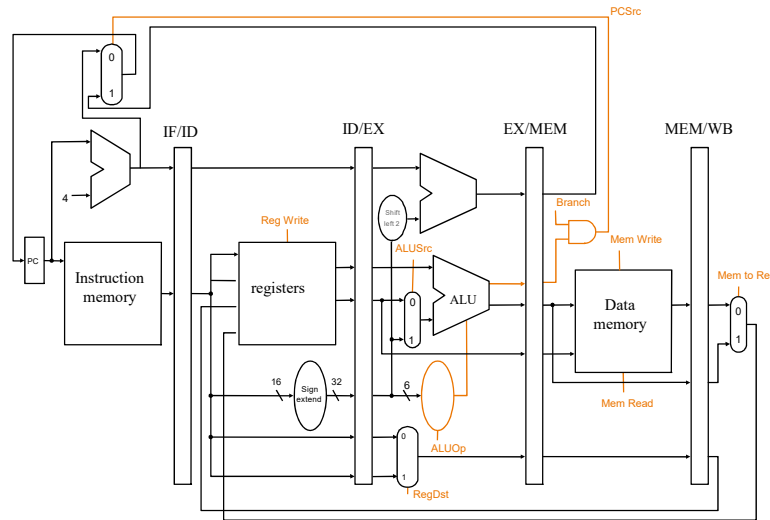 PCSrc
0
1
IF/ID
ID/EX
EX/MEM
MEM/WB
4
Shift
left 2
Branch
Reg Write
ALUSrc
Mem Write
PC
Instruction
memory
registers
0
1
ALU
Data
memory
Mem to Re
0
1
16
Sign
extend
32
6
Mem Read
ALUOp
0
1
RegDst